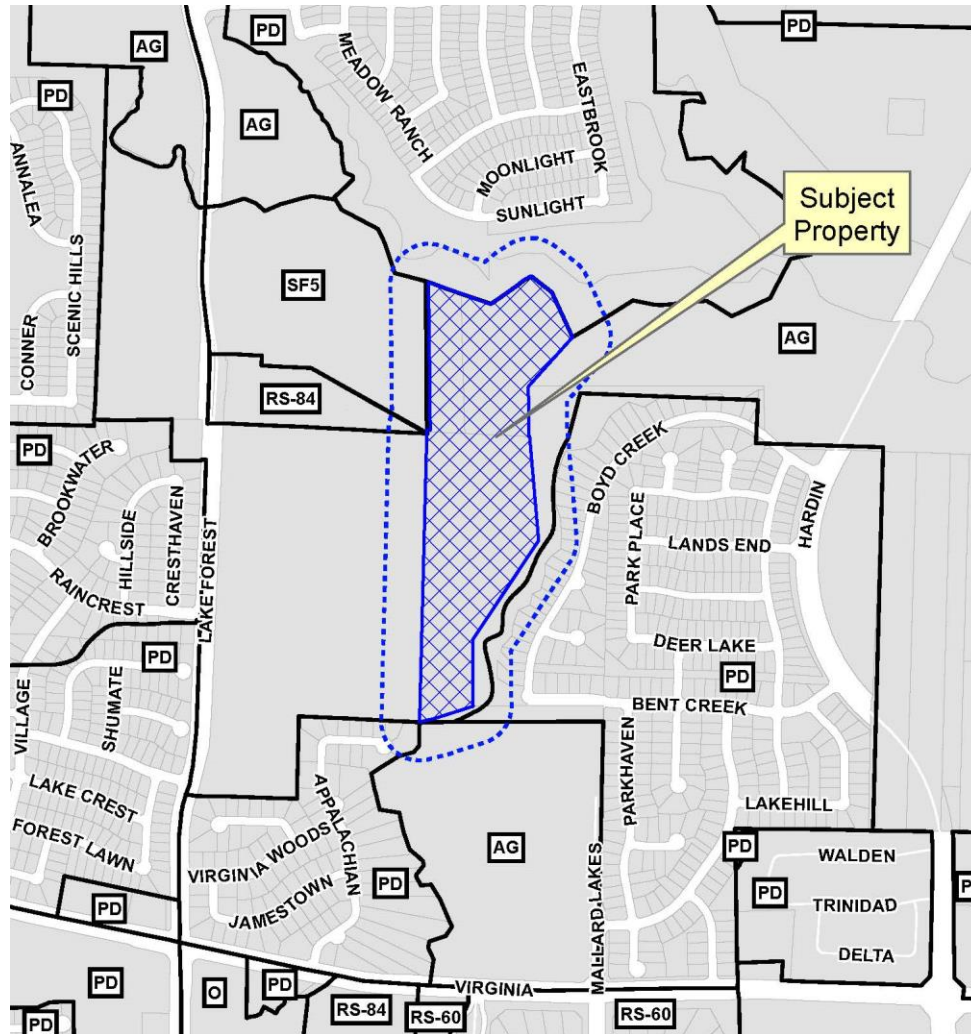 PD
PD
AG
MEADOW RANCH
EASTBROOK
PD
AG
ANNALEA
MOONLIGHT
SUNLIGHT
Subject
Property
SCENIC HILLS
SF5
CONNER
AG
RS-84
PD
BROOKWATER
BOYD CREEK
HILLSIDE
CRESTHAVEN
LAKE FOREST
PARK PLACE
HARDIN
LANDS END
RAINCREST
DEER LAKE
PD
PD
VILLAGE
SHUMATE
BENT CREEK
LAKE CREST
APPALACHIAN
PARKHAVEN
LAKEHILL
FOREST LAWN
VIRGINIA WOODS
AG
PD
WALDEN
JAMESTOWN
PD
PD
P
PD
MALLARD LAKES
TRINIDAD
DELTA
PD
O
PD
VIRGINIA
RS-84
RS-60
RS-60
PD